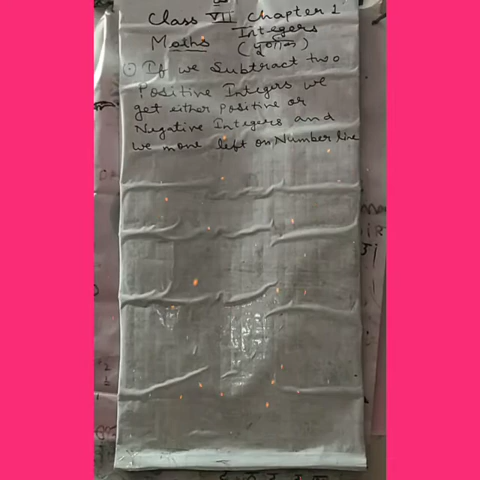 Class VII Chapter 1
Integers
Maths (पूर्णांक)
If we Subtract two
Positive Integers we
get either Positive or
Negative Integers and
we move left on Number line